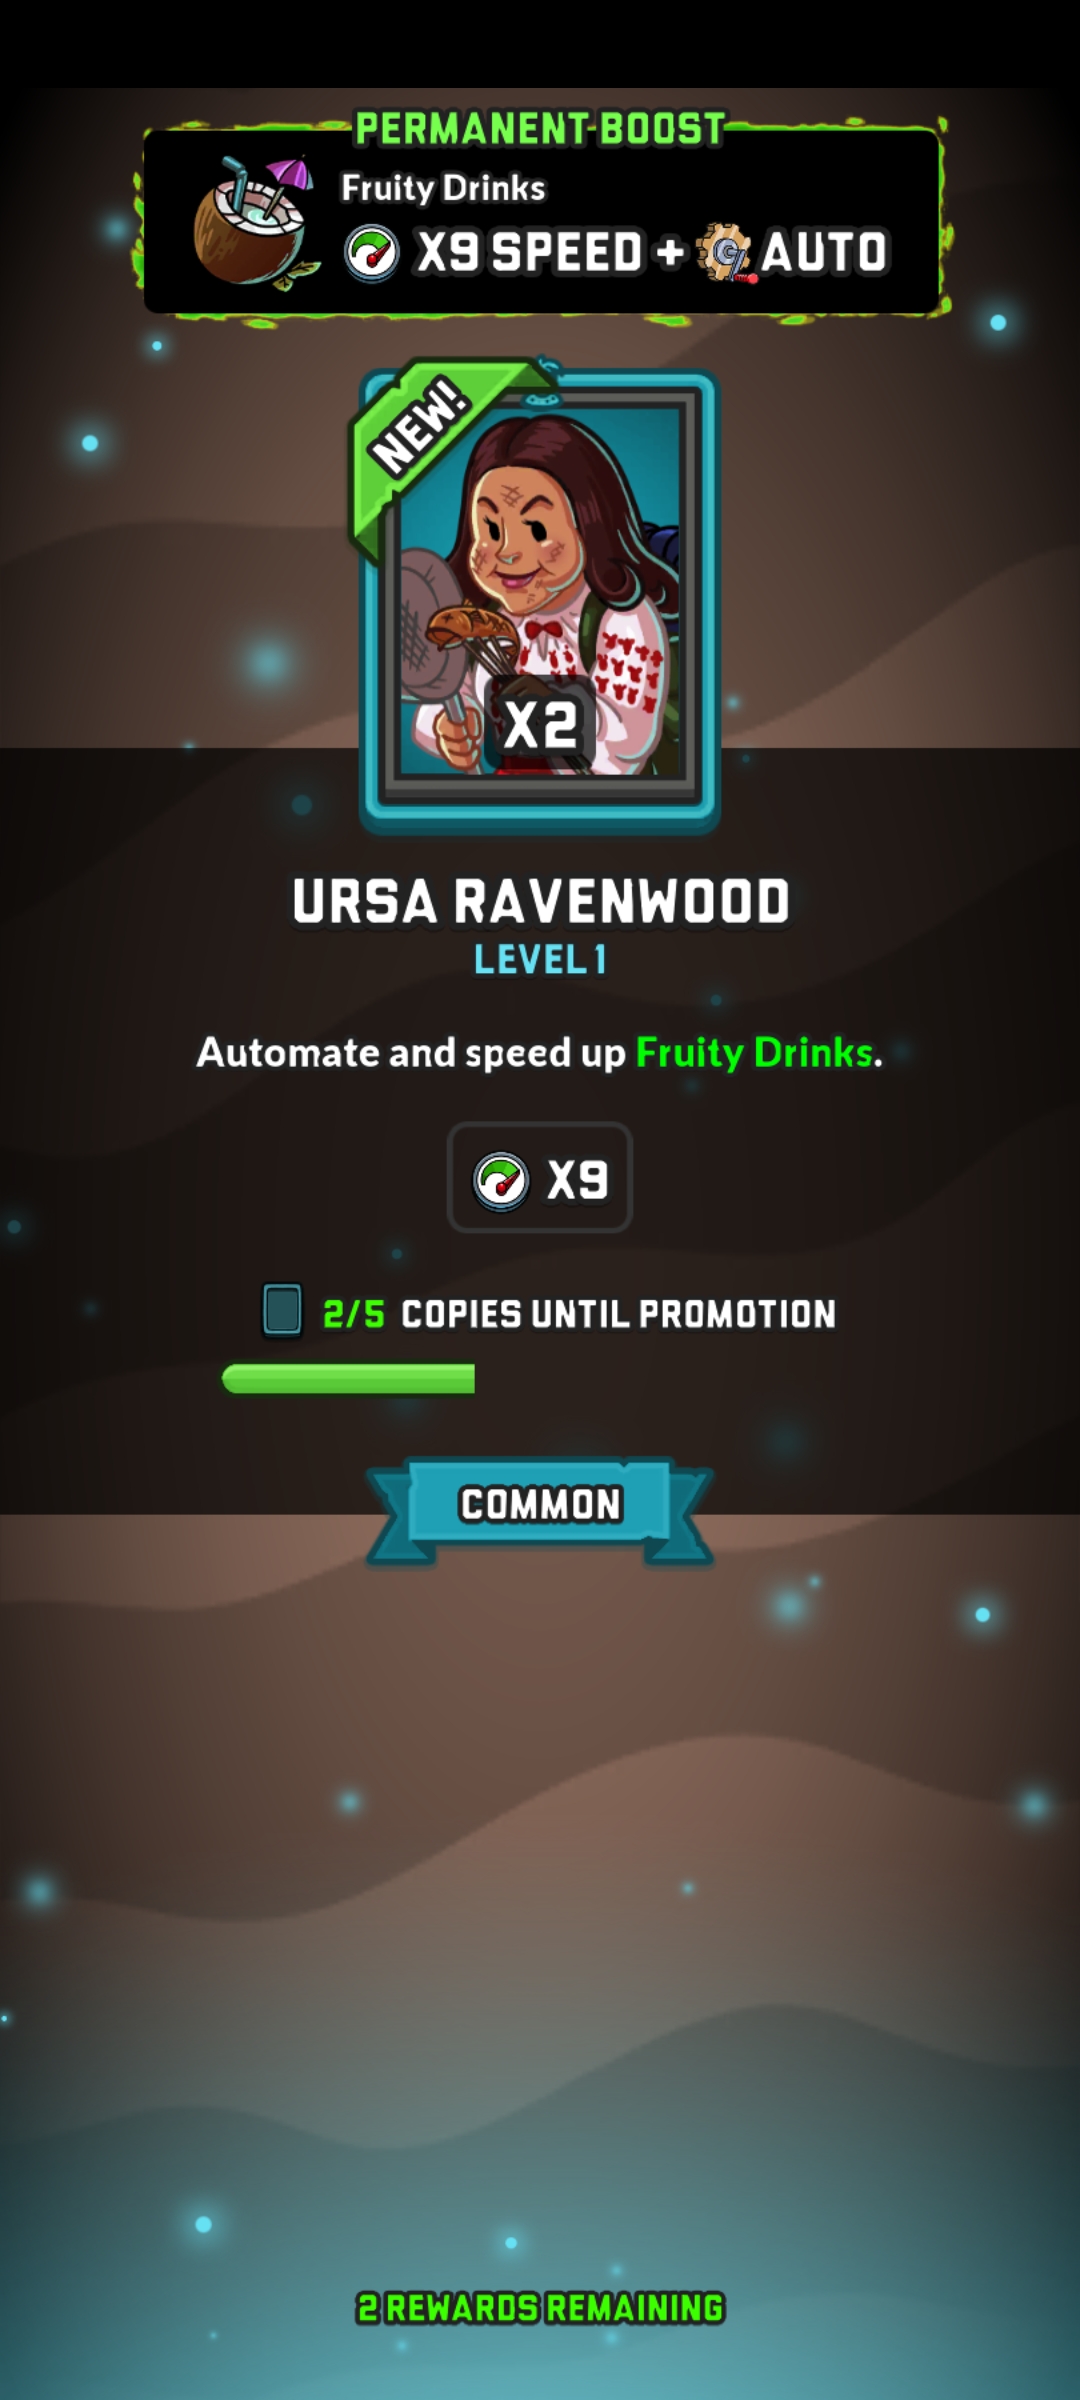 PERMANENT BOOST
Fruity Drinks
X9 SPEED + AUTO
NEW!
X2
URSA RAVENWOOD
LEVEL 1
Automate and speed up Fruity Drinks.
X9
2/5 COPIES UNTIL PROMOTION
COMMON
2 REWARDS REMAINING